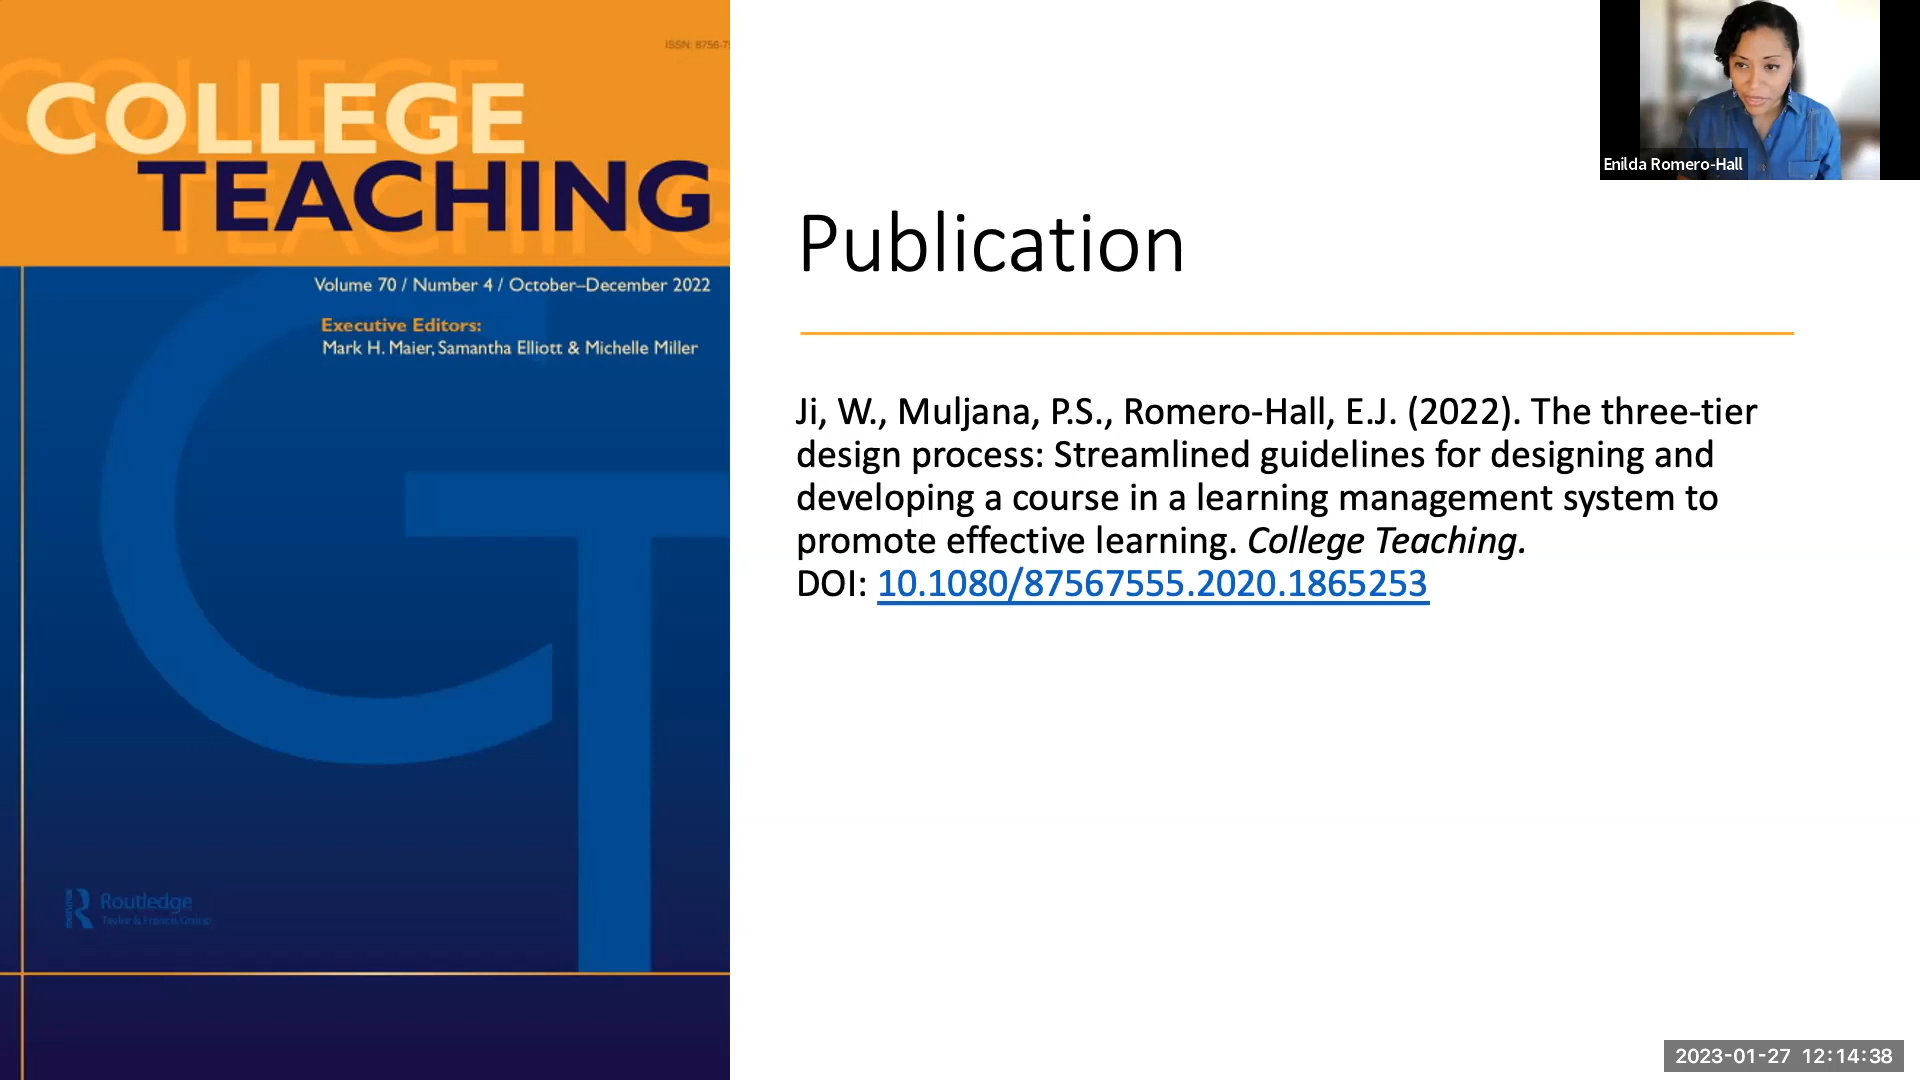 ISSN: 8756-7
COLLEGE
TEACHING
Volume 70 / Number 4 / October–December 2022
Executive Editors:
Mark H. Maier, Samantha Elliott & Michelle Miller
Routledge
Taylor & Francis Group
Enilda Romero-Hall
Publication
Ji, W., Muljana, P.S., Romero-Hall, E.J. (2022). The three-tier
design process: Streamlined guidelines for designing and
developing a course in a learning management system to
promote effective learning. College Teaching.
DOI: 10.1080/87567555.2020.1865253
2023-01-27 12:14:38